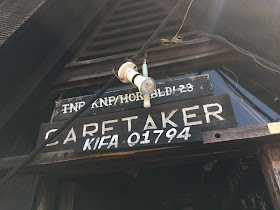 TNP KNP/HOR BLD! 23
CARETAKER
KIFA 01794